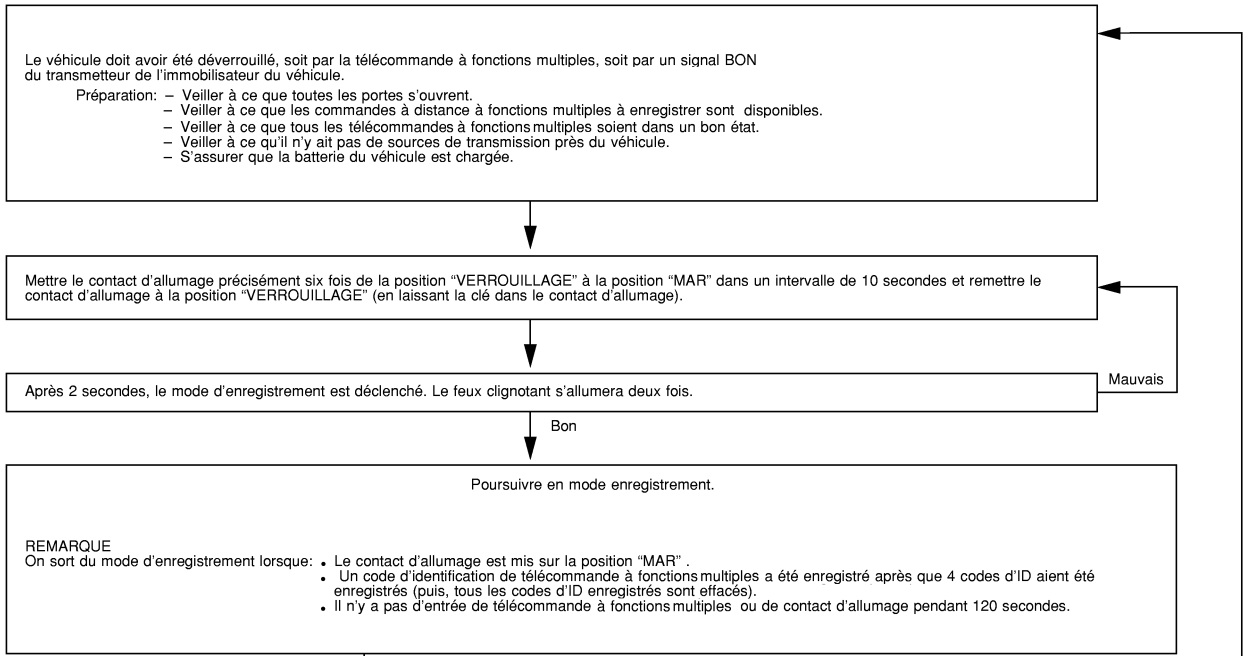 Le véhicule doit avoir été déverrouillé, soit par la télécommande à fonctions multiples, soit par un signal BON
du transmetteur de l'immobilisateur du véhicule.
Préparation: – Veiller à ce que toutes les portes s'ouvrent.
– Veiller à ce que les commandes à distance à fonctions multiples à enregistrer sont disponibles.
– Veiller à ce que tous les télécommandes à fonctions multiples soient dans un bon état.
– Veiller à ce qu'il n'y ait pas de sources de transmission près du véhicule.
– S'assurer que la batterie du véhicule est chargée.
Mettre le contact d'allumage précisément six fois de la position “VERROUILLAGE” à la position “MAR” dans un intervalle de 10 secondes et remettre le
contact d'allumage à la position “VERROUILLAGE” (en laissant la clé dans le contact d'allumage).
Mauvais
Après 2 secondes, le mode d'enregistrement est déclenché. Le feux clignotant s'allumera deux fois.
Bon
Poursuivre en mode enregistrement.
REMARQUE
On sort du mode d'enregistrement lorsque: • Le contact d'allumage est mis sur la position “MAR” .
• Un code d'identification de télécommande à fonctions multiples a été enregistré après que 4 codes d'ID aient été
enregistrés (puis, tous les codes d'ID enregistrés sont effacés).
• Il n'y a pas d'entrée de télécommande à fonctions multiples ou de contact d'allumage pendant 120 secondes.